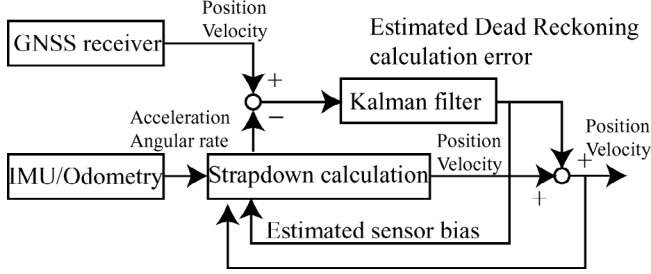 Position
Velocity
Estimated Dead Reckoning
calculation error
GNSS receiver
+
−
Kalman filter
Acceleration
Angular rate
Position
Velocity
Position
Velocity
IMU/Odometry
Strapdown calculation
+
+
Estimated sensor bias